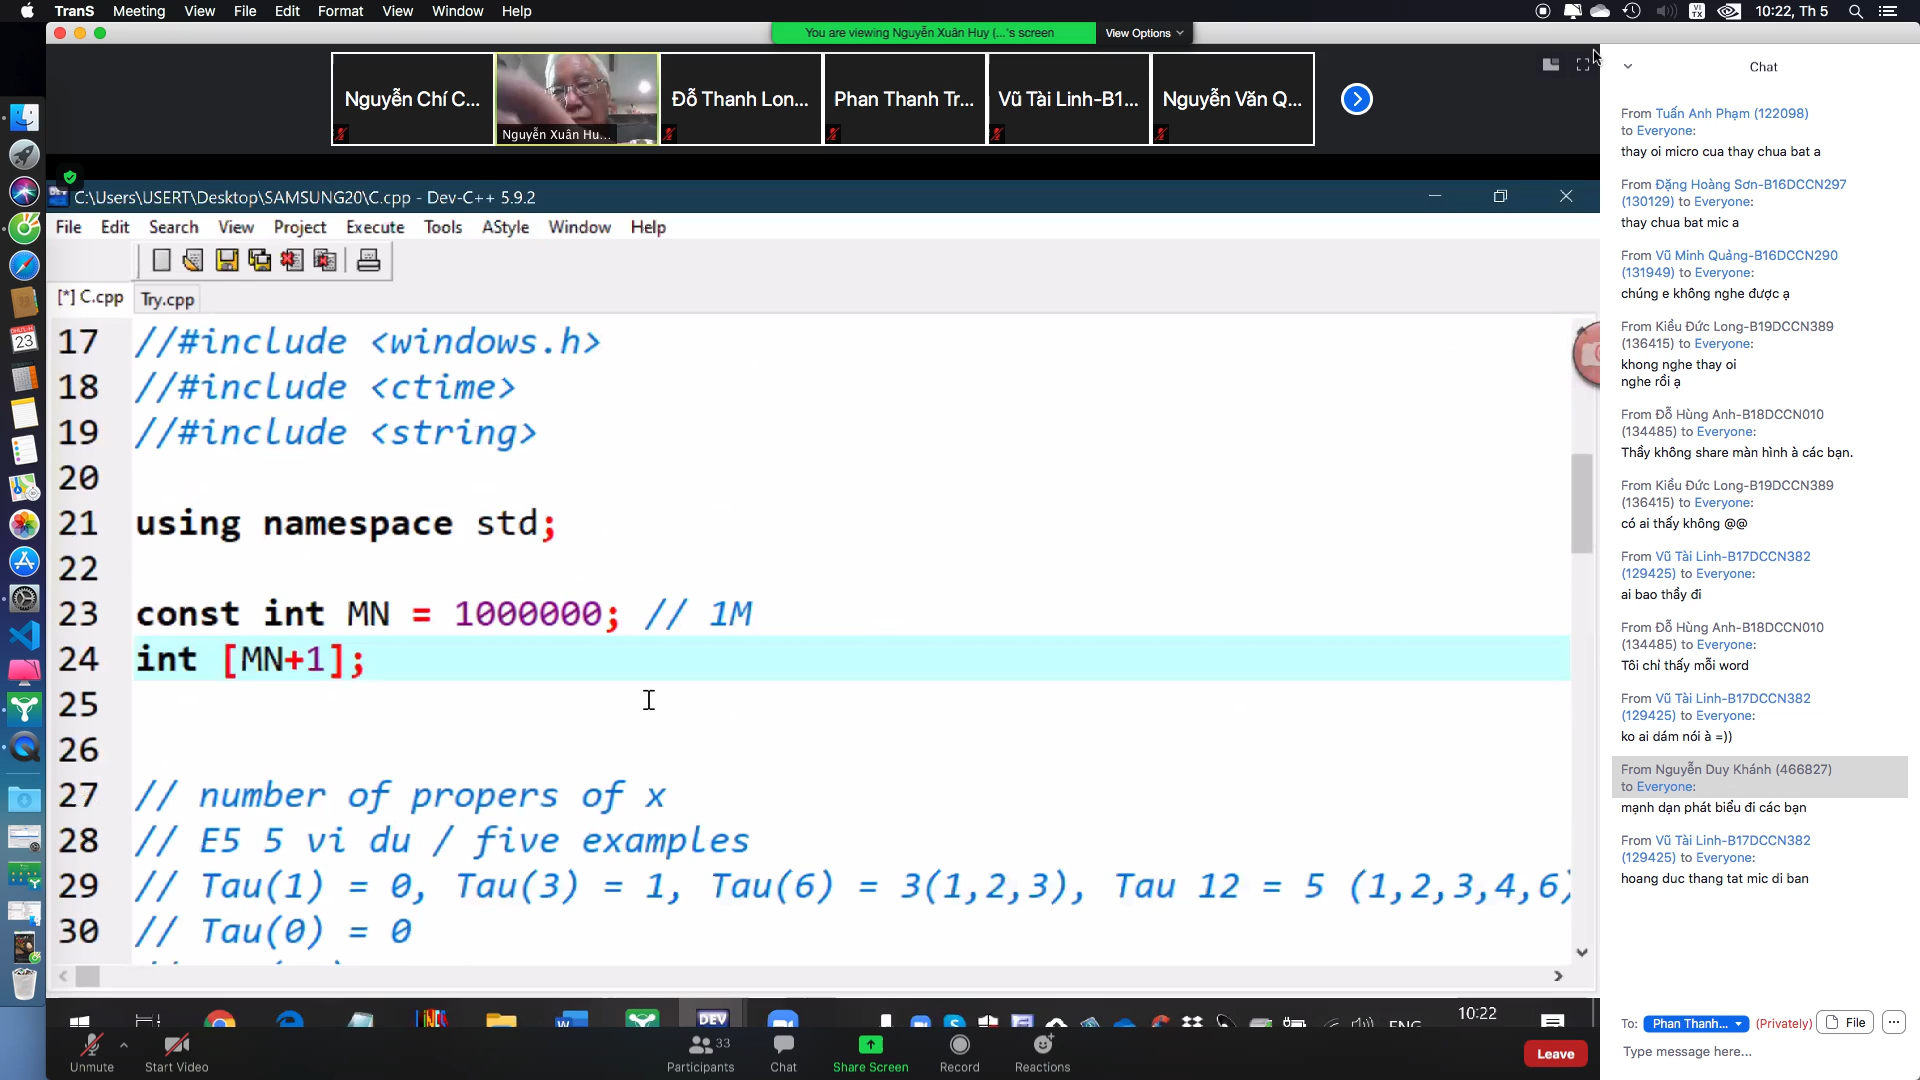 TranS Meeting View File Edit Format View Window Help
10:22, Th 5
You are viewing Nguyễn Xuân Huy (...'s screen
View Options
Nguyễn Chí C...
Nguyễn Xuân Hu...
Đỗ Thanh Lon...
Phan Thanh Tr...
Vũ Tài Linh-B1...
Nguyễn Văn Q...
C:\Users\USERT\Desktop\SAMSUNG20\C.cpp - Dev-C++ 5.9.2
File Edit Search View Project Execute Tools AStyle Window Help
[*] C.cpp Try.cpp
17 //#include <windows.h>
18 //#include <ctime>
19 //#include <string>
20
21 using namespace std;
22
23 const int MN = 1000000; // 1M
24 int [MN+1];
25
26
27 // number of propers of x
28 // E5 5 vi du / five examples
29 // Tau(1) = 0, Tau(3) = 1, Tau(6) = 3(1,2,3), Tau 12 = 5 (1,2,3,4,6)
30 // Tau(0) = 0
DEV
ENG
10:22
Unmute
Start Video
Participants 33
Chat
Share Screen
Record
Reactions
Leave
Chat
From Tuấn Anh Phạm (122098)
to Everyone:
thay oi micro cua thay chua bat a
From Đặng Hoàng Sơn-B16DCCN297
(130129) to Everyone:
thay chua bat mic a
From Vũ Minh Quảng-B16DCCN290
(131949) to Everyone:
chúng e không nghe được ạ
From Kiều Đức Long-B19DCCN389
(136415) to Everyone:
khong nghe thay oi
nghe rồi ạ
From Đỗ Hùng Anh-B18DCCN010
(134485) to Everyone:
Thầy không share màn hình à các bạn.
From Kiều Đức Long-B19DCCN389
(136415) to Everyone:
có ai thấy không @@
From Vũ Tài Linh-B17DCCN382
(129425) to Everyone:
ai bao thầy đi
From Đỗ Hùng Anh-B18DCCN010
(134485) to Everyone:
Tôi chỉ thấy mỗi word
From Vũ Tài Linh-B17DCCN382
(129425) to Everyone:
ko ai dám nói à =))
From Nguyễn Duy Khánh (466827)
to Everyone:
mạnh dạn phát biểu đi các bạn
From Vũ Tài Linh-B17DCCN382
(129425) to Everyone:
hoang duc thang tat mic di ban
To: Phan Thanh... (Privately) File
Type message here...